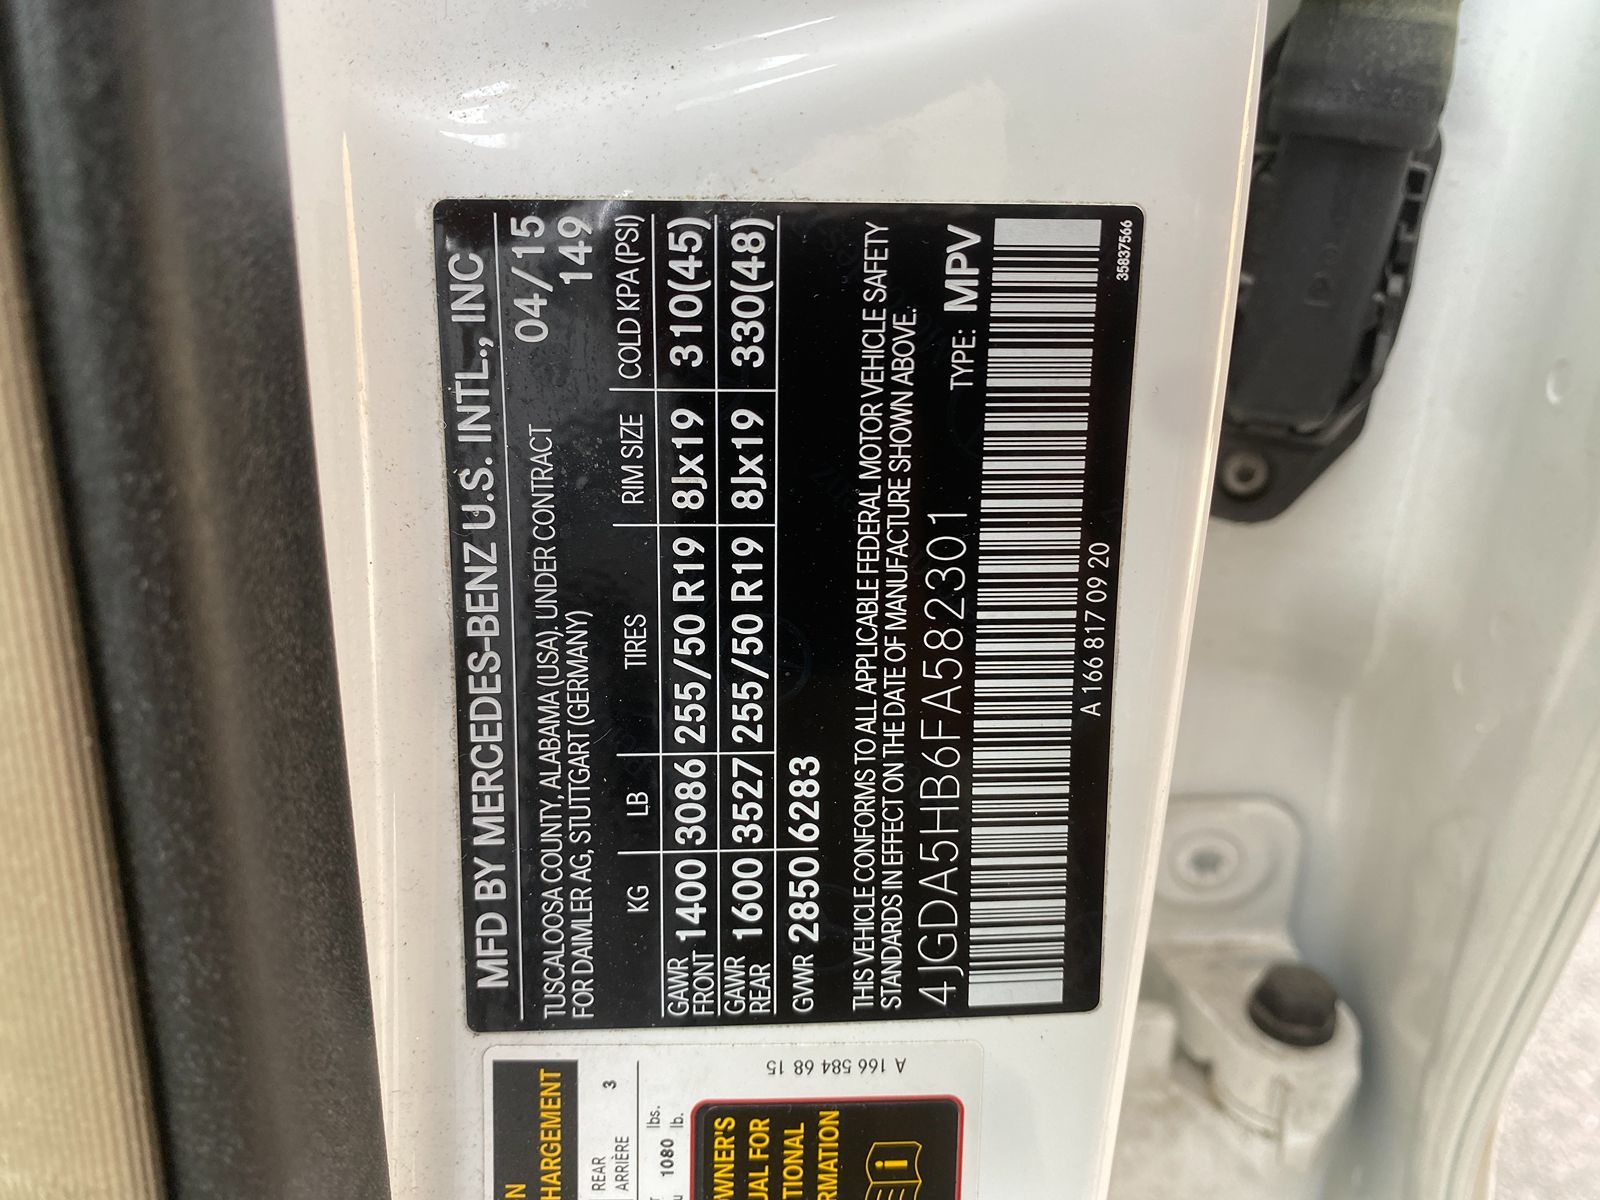 MFD BY MERCEDES-BENZ U.S. INTL., INC
TUSCALOOSA COUNTY, ALABAMA (USA). UNDER CONTRACT 04/15
FOR DAIMLER AG, STUTTGART (GERMANY) 149
KG LB TIRES RIM SIZE COLD KPA (PSI)
GAWR FRONT 1400 3086 255/50 R19 8Jx19 310(45)
GAWR REAR 1600 3527 255/50 R19 8Jx19 330(48)
GWR 2850 6283
THIS VEHICLE CONFORMS TO ALL APPLICABLE FEDERAL MOTOR VEHICLE SAFETY
STANDARDS IN EFFECT ON THE DATE OF MANUFACTURE SHOWN ABOVE.
4JGDA5HB6FA582301 TYPE: MPV
A 166 817 09 20
35837566
A 166 584 68 15
HARGEMENT
REAR 3
ARRIÈRE
1080 lbs.
lb.
WNER'S
UAL FOR
TIONAL
RMATION
i